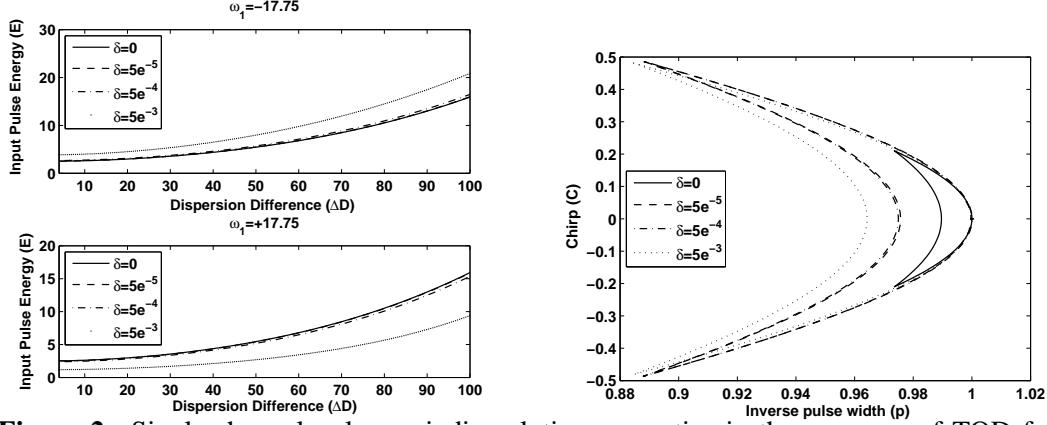 ω1=−17.75
30
20
10
0
Input Pulse Energy (E)
δ=0
δ=5e−5
δ=5e−4
δ=5e−3
10 20 30 40 50 60 70 80 90 100
Dispersion Difference (ΔD)
ω1=+17.75
20
15
10
5
0
Input Pulse Energy (E)
δ=0
δ=5e−5
δ=5e−4
δ=5e−3
10 20 30 40 50 60 70 80 90 100
Dispersion Difference (ΔD)
0.5
0.4
0.3
0.2
0.1
0
−0.1
−0.2
−0.3
−0.4
−0.5
Chirp (C)
δ=0
δ=5e−5
δ=5e−4
δ=5e−3
0.88 0.9 0.92 0.94 0.96 0.98 1 1.02
Inverse pulse width (p)